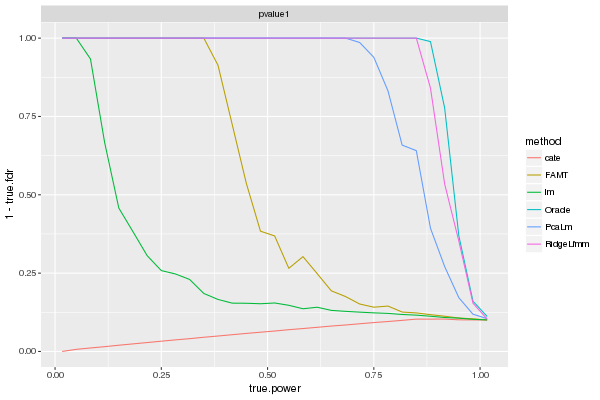 pvalue1
1.00
0.75
0.50
0.25
0.00
1 - true.fdr
0.00
0.25
0.50
0.75
1.00
true.power
method
cate
FAMT
lm
Oracle
PcaLm
RidgeLfmm